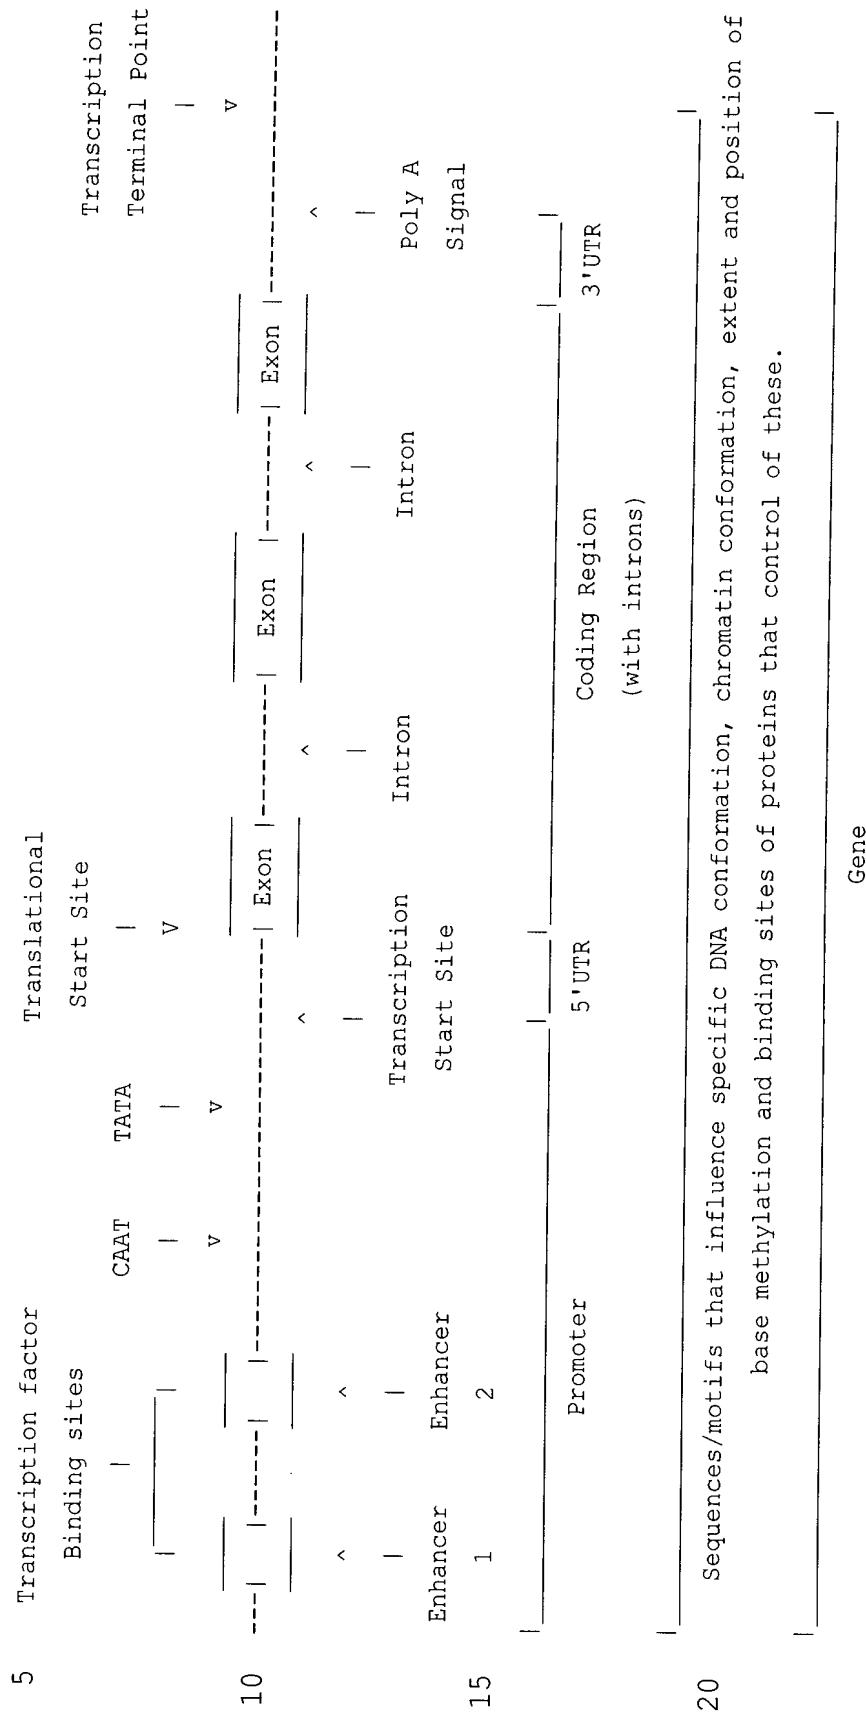 5
Transcription factor
Binding sites
CAAT
TATA
Translational
Start Site
Transcription
Terminal Point
10
Exon
Exon
Exon
Enhancer
1
Enhancer
2
Transcription
Start Site
Intron
Intron
Poly A
Signal
15
Promoter
5'UTR
Coding Region
(with introns)
3'UTR
20
Sequences/motifs that influence specific DNA conformation, chromatin conformation, extent and position of
base methylation and binding sites of proteins that control of these.
Gene